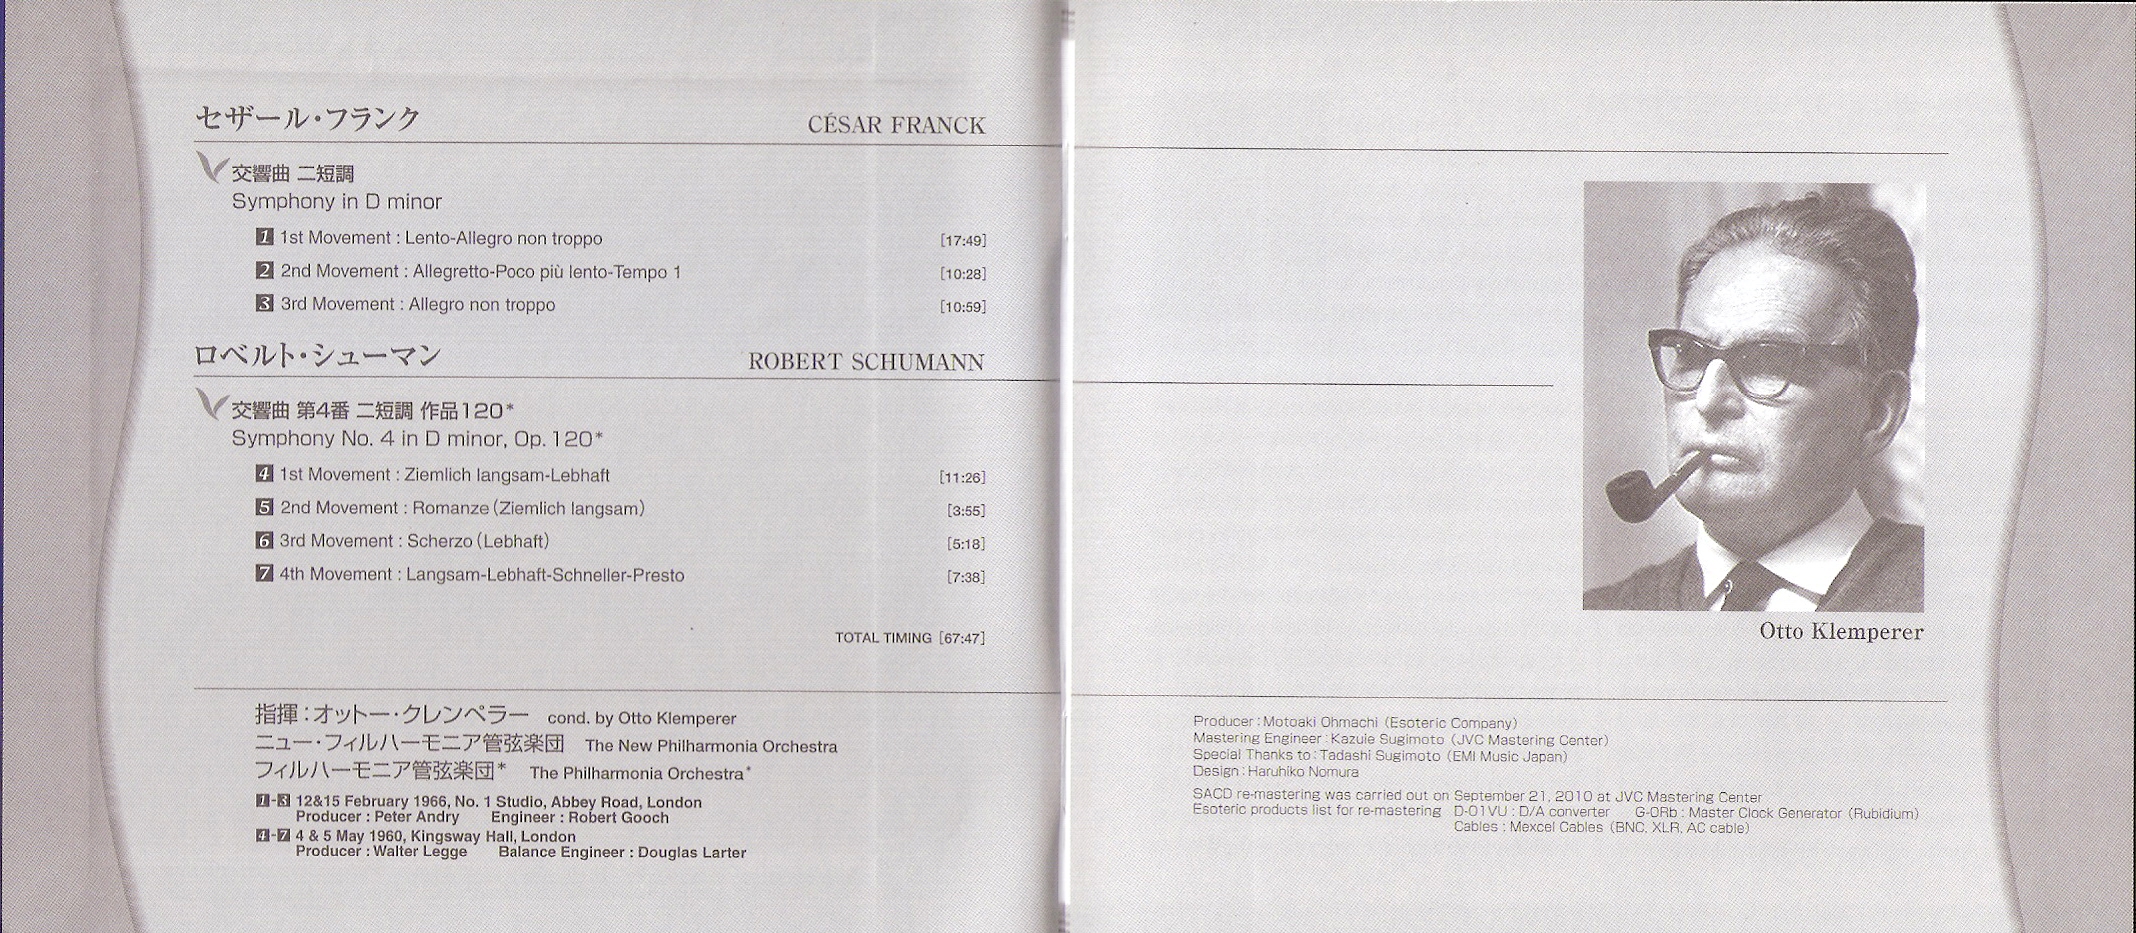 セザール・フランク CÉSAR FRANCK
交響曲 ニ短調
Symphony in D minor
1 1st Movement : Lento-Allegro non troppo [17:49]
2 2nd Movement : Allegretto-Poco più lento-Tempo 1 [10:28]
3 3rd Movement : Allegro non troppo [10:59]
ロベルト・シューマン ROBERT SCHUMANN
交響曲 第4番 ニ短調 作品120*
Symphony No. 4 in D minor, Op. 120*
4 1st Movement : Ziemlich langsam-Lebhaft [11:26]
5 2nd Movement : Romanze (Ziemlich langsam) [3:55]
6 3rd Movement : Scherzo (Lebhaft) [5:18]
7 4th Movement : Langsam-Lebhaft-Schneller-Presto [7:38]
TOTAL TIMING [67:47]
指揮：オットー・クレンペラー cond. by Otto Klemperer
ニュー・フィルハーモニア管弦楽団 The New Philharmonia Orchestra
フィルハーモニア管弦楽団* The Philharmonia Orchestra*
1-3 12&15 February 1966, No. 1 Studio, Abbey Road, London
Producer : Peter Andry Engineer : Robert Gooch
4-7 4 & 5 May 1960, Kingsway Hall, London
Producer : Walter Legge Balance Engineer : Douglas Larter
Otto Klemperer
Producer : Motoaki Ohmachi (Esoteric Company)
Mastering Engineer : Kazuie Sugimoto (JVC Mastering Center)
Special Thanks to : Tadashi Sugimoto (EMI Music Japan)
Design : Haruhiko Nomura
SACD re-mastering was carried out on September 21, 2010 at JVC Mastering Center
Esoteric products list for re-mastering D-01VU : D/A converter G-0Rb : Master Clock Generator (Rubidium)
Cables : Mexcel Cables (BNC, XLR, AC cable)